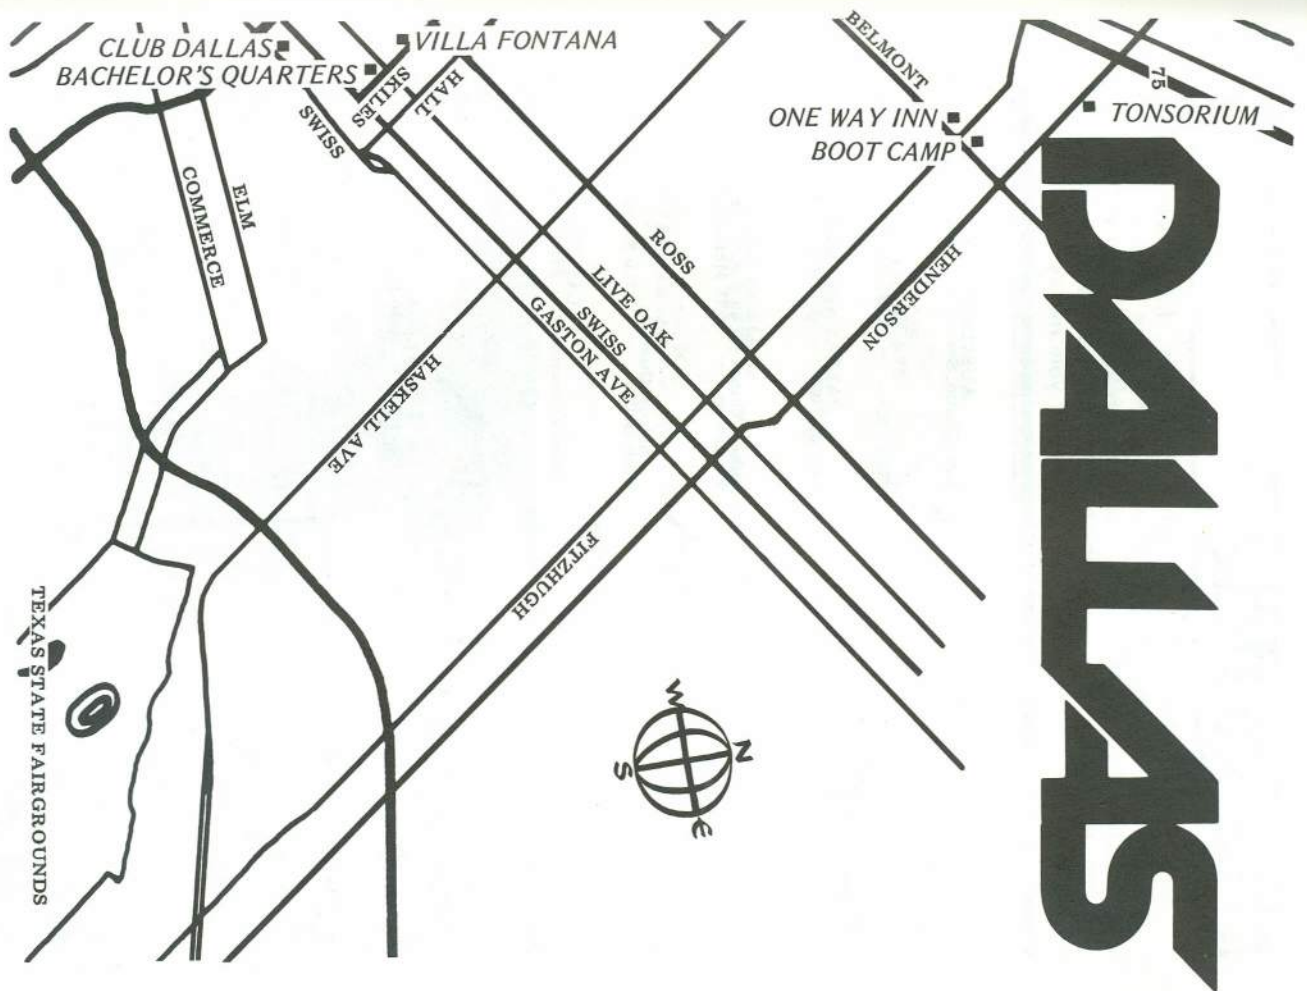 CLUB DALLAS
BACHELOR'S QUARTERS
VILLA FONTANA
SKILES
HALL
SWISS
BELMONT
75
ONE WAY INN
BOOT CAMP
TONSORIUM
COMMERCE
ELM
ROSS
LIVE OAK
SWISS
GASTON AVE
HENDERSON
HASKELL AVE
FITZHUGH
TEXAS STATE FAIRGROUNDS
W
N
S
E
DALLAS